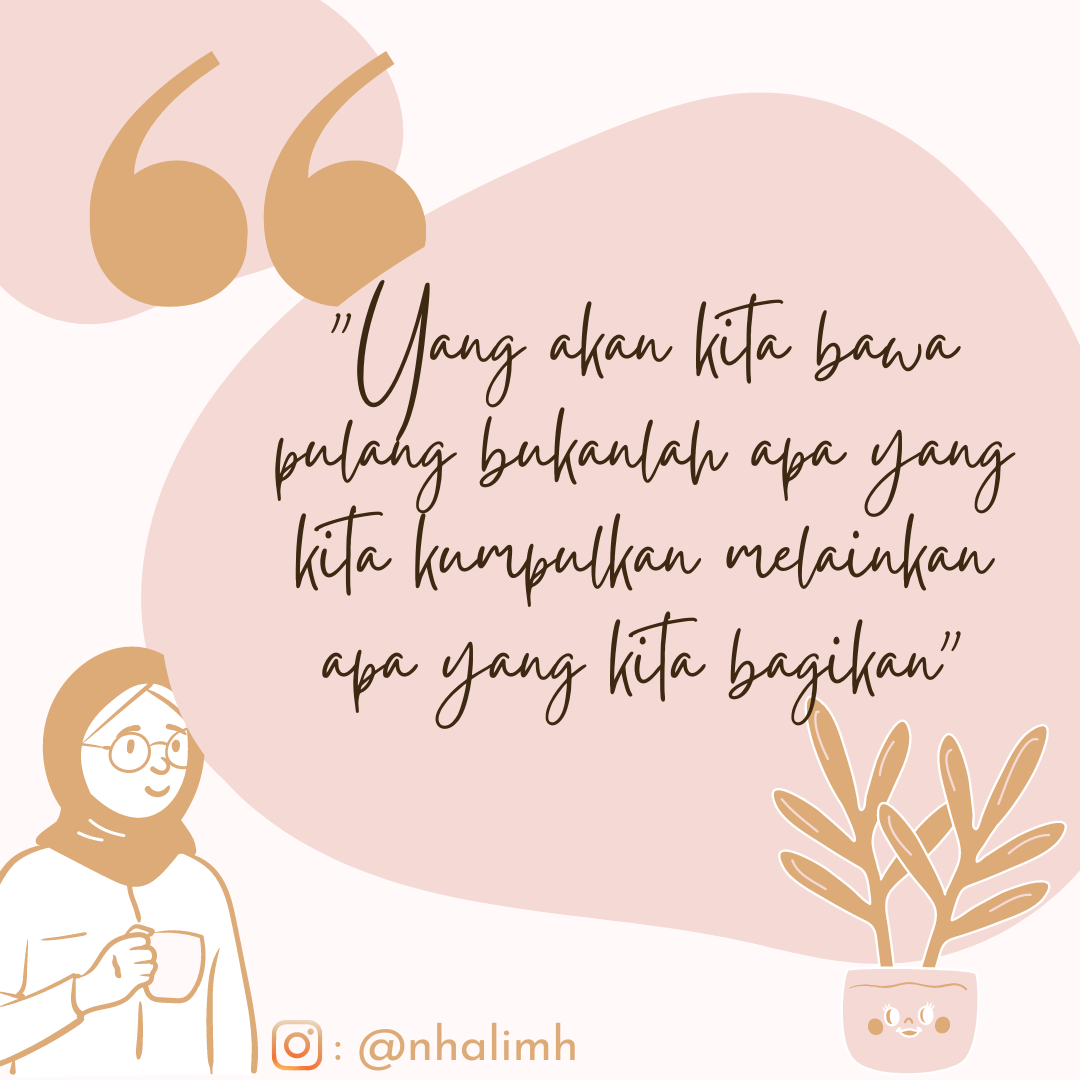 "Yang akan kita bawa
pulang bukanlah apa yang
kita kumpulkan melainkan
apa yang kita bagikan"
: @nhalimh